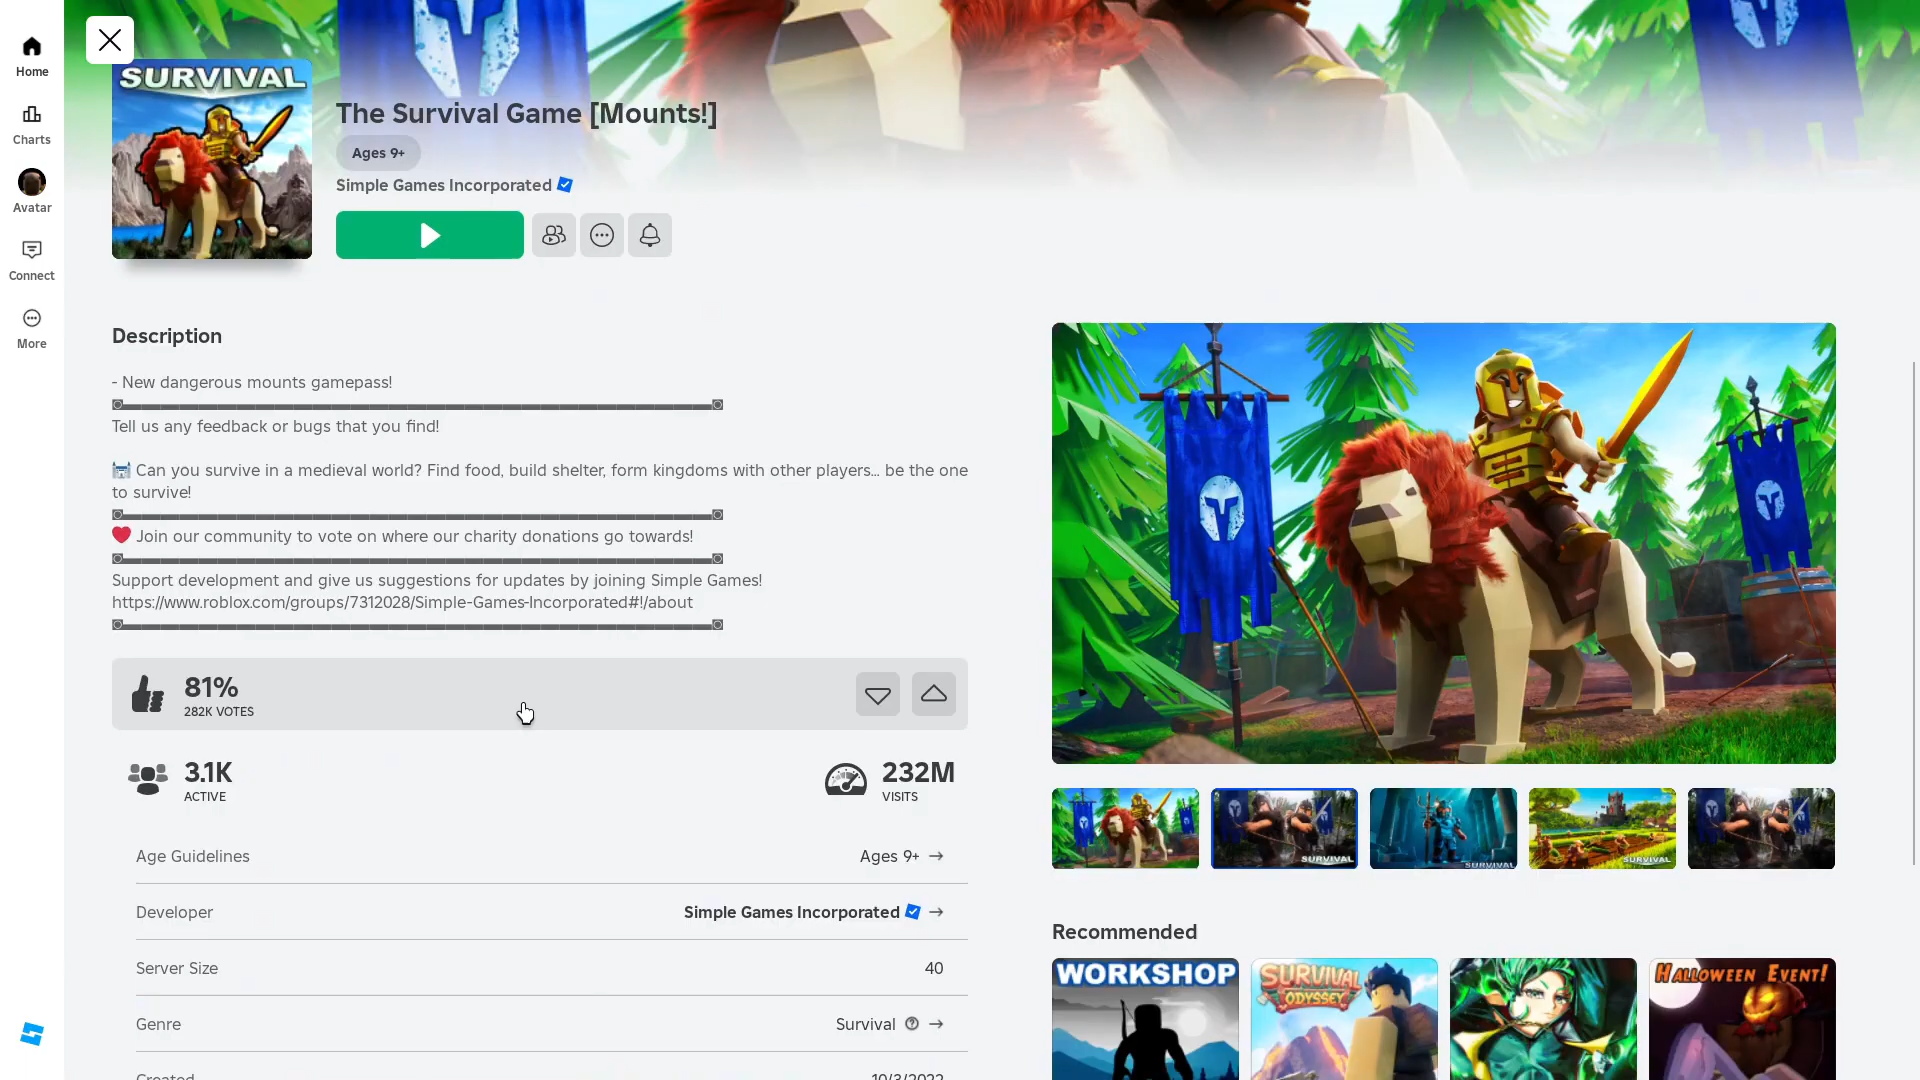 Home
Charts
Avatar
Connect
More
SURVIVAL
The Survival Game [Mounts!]
Ages 9+
Simple Games Incorporated
Description
- New dangerous mounts gamepass!
Tell us any feedback or bugs that you find!
Can you survive in a medieval world? Find food, build shelter, form kingdoms with other players... be the one
to survive!
Join our community to vote on where our charity donations go towards!
Support development and give us suggestions for updates by joining Simple Games!
https://www.roblox.com/groups/7312028/Simple-Games-Incorporated#!/about
81%
282K VOTES
3.1K
ACTIVE
232M
VISITS
Age Guidelines
Ages 9+
Developer
Simple Games Incorporated
Server Size
40
Genre
Survival
Created
10/3/2022
SURVIVAL
SURVIVAL
SURVIVAL
Recommended
WORKSHOP
SURVIVAL
ODYSSEY
HALLOWEEN EVENT!